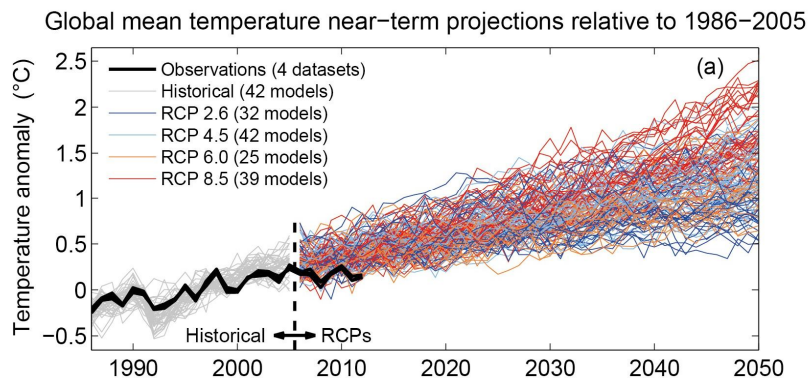 Global mean temperature near−term projections relative to 1986−2005
(a)
Observations (4 datasets)
Historical (42 models)
RCP 2.6 (32 models)
RCP 4.5 (42 models)
RCP 6.0 (25 models)
RCP 8.5 (39 models)
Temperature anomaly (°C)
2.5
2
1.5
1
0.5
0
−0.5
Historical RCPs
1990 2000 2010 2020 2030 2040 2050